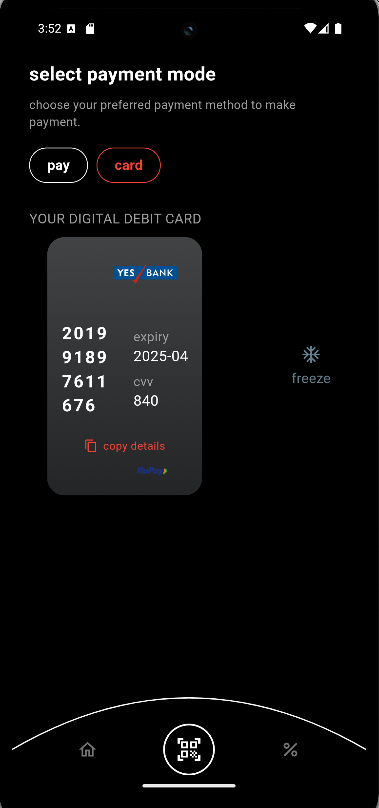 3:52
select payment mode
choose your preferred payment method to make
payment.
pay
card
YOUR DIGITAL DEBIT CARD
YES BANK
2019
9189
7611
676
expiry
2025-04
cvv
840
copy details
RuPay
freeze